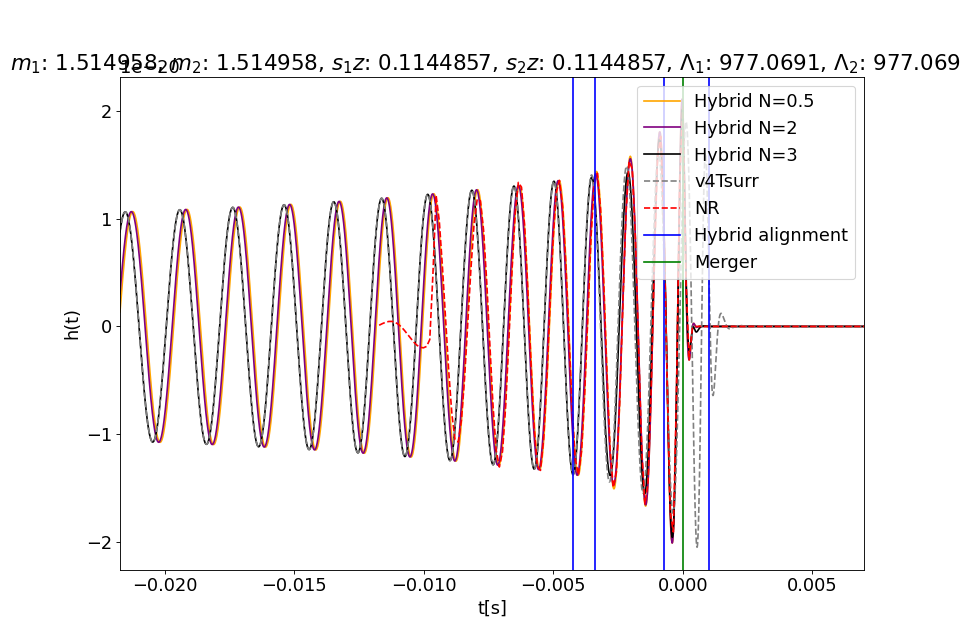 m₁: 1.514958, m₂: 1.514958, s₁z: 0.1144857, s₂z: 0.1144857, Λ₁: 977.0691, Λ₂: 977.069
1e−20
Hybrid N=0.5
Hybrid N=2
Hybrid N=3
v4Tsurr
NR
Hybrid alignment
Merger
2
1
0
−1
−2
h(t)
−0.020
−0.015
−0.010
−0.005
0.000
0.005
t[s]